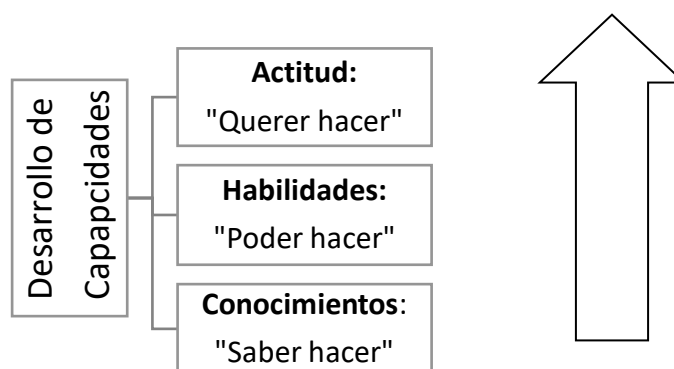 Desarrollo de
Capapcidades
Actitud:
"Querer hacer"
Habilidades:
"Poder hacer"
Conocimientos:
"Saber hacer"